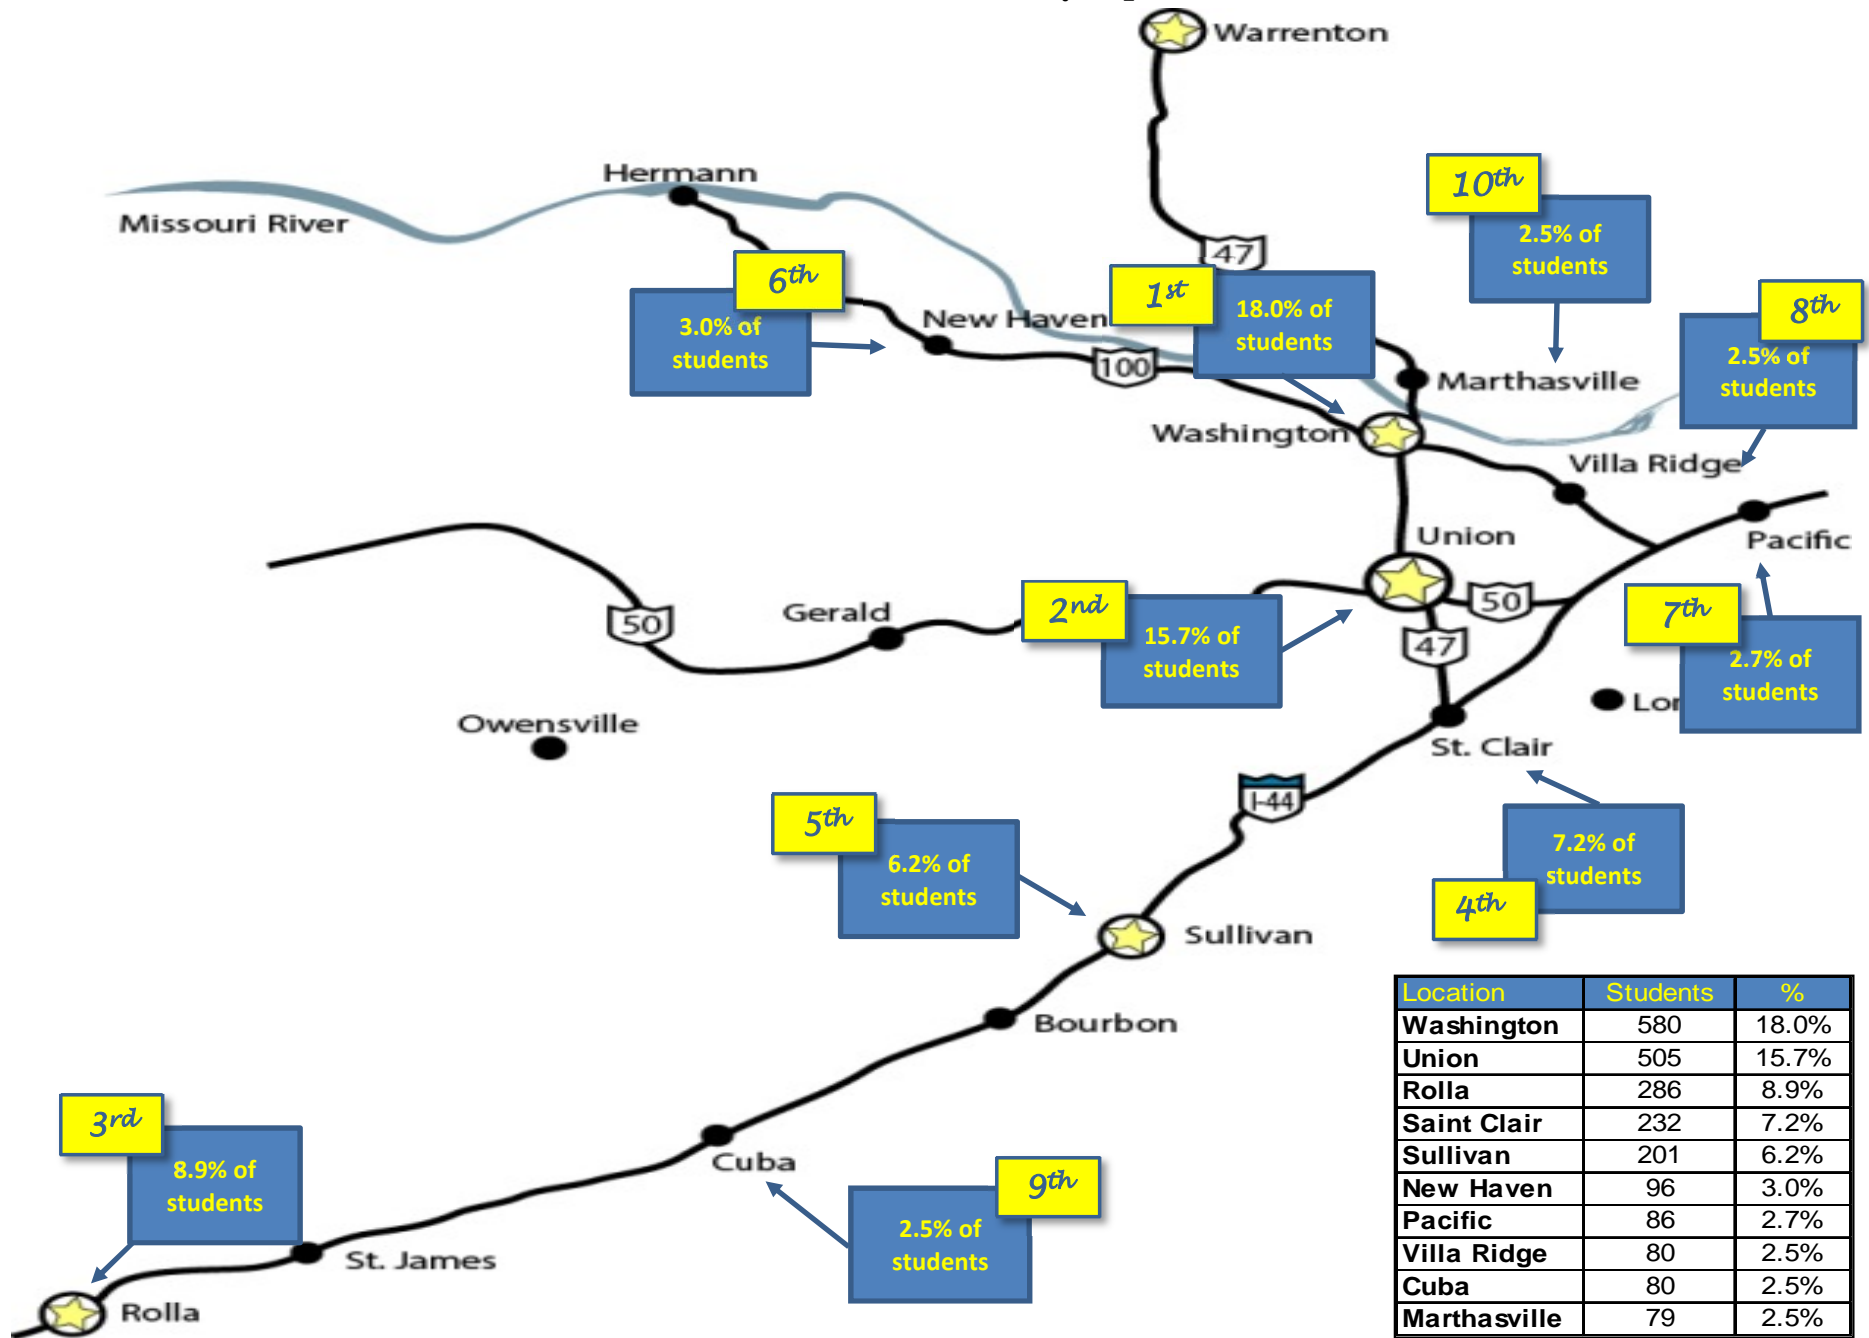 Warrenton
Hermann
Missouri River
10th
2.5% of
students
47
6th
3.0% of
students
1st
18.0% of
students
8th
2.5% of
students
New Haven
100
Marthasville
Washington
Villa Ridge
Union
Pacific
50
Gerald
2nd
15.7% of
students
50
47
7th
2.7% of
students
Owensville
St. Clair
I-44
5th
6.2% of
students
7.2% of
students
4th
Sullivan
Bourbon
3rd
8.9% of
students
Cuba
9th
2.5% of
students
St. James
Rolla
Location Students %
Washington 580 18.0%
Union 505 15.7%
Rolla 286 8.9%
Saint Clair 232 7.2%
Sullivan 201 6.2%
New Haven 96 3.0%
Pacific 86 2.7%
Villa Ridge 80 2.5%
Cuba 80 2.5%
Marthasville 79 2.5%